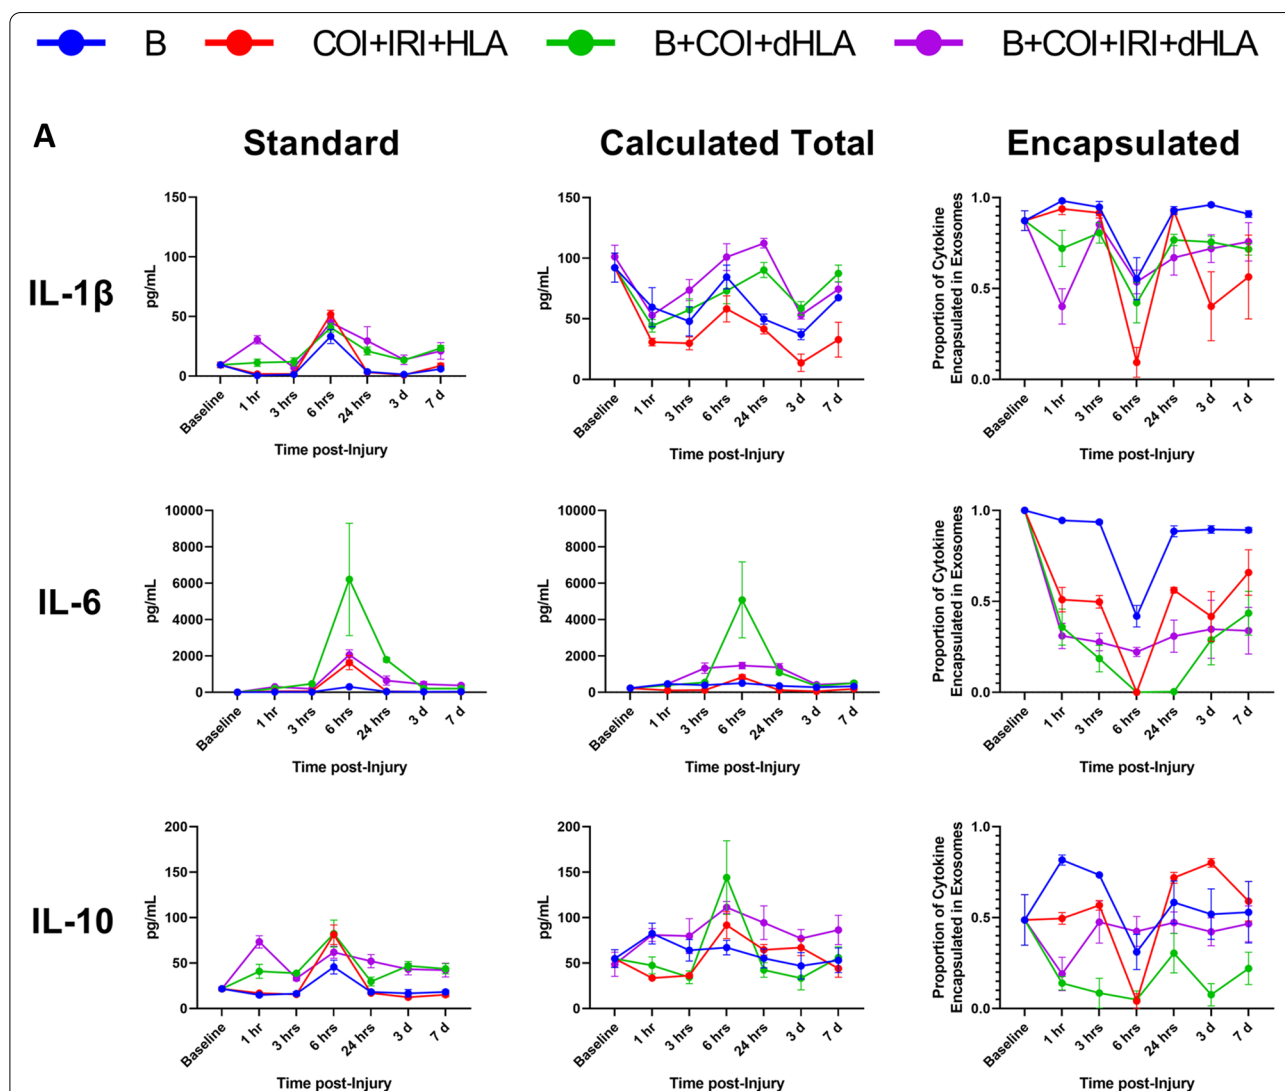 B COI+IRI+HLA B+COI+dHLA B+COI+IRI+dHLA
A
Standard Calculated Total Encapsulated
IL-1β
pg/mL
150
100
50
0
Baseline 1 hr 3 hrs 6 hrs 24 hrs 3 d 7 d
Time post-Injury
pg/mL
150
100
50
0
Baseline 1 hr 3 hrs 6 hrs 24 hrs 3 d 7 d
Time post-Injury
Proportion of Cytokine
Encapsulated in Exosomes
1.0
0.5
0.0
Baseline 1 hr 3 hrs 6 hrs 24 hrs 3 d 7 d
Time post-Injury
IL-6
pg/mL
10000
8000
6000
4000
2000
0
Baseline 1 hr 3 hrs 6 hrs 24 hrs 3 d 7 d
Time post-Injury
pg/mL
10000
8000
6000
4000
2000
0
Baseline 1 hr 3 hrs 6 hrs 24 hrs 3 d 7 d
Time post-Injury
Proportion of Cytokine
Encapsulated in Exosomes
1.0
0.5
0.0
Baseline 1 hr 3 hrs 6 hrs 24 hrs 3 d 7 d
Time post-Injury
IL-10
pg/mL
200
150
100
50
0
Baseline 1 hr 3 hrs 6 hrs 24 hrs 3 d 7 d
Time post-Injury
pg/mL
200
150
100
50
0
Baseline 1 hr 3 hrs 6 hrs 24 hrs 3 d 7 d
Time post-Injury
Proportion of Cytokine
Encapsulated in Exosomes
1.0
0.5
0.0
Baseline 1 hr 3 hrs 6 hrs 24 hrs 3 d 7 d
Time post-Injury